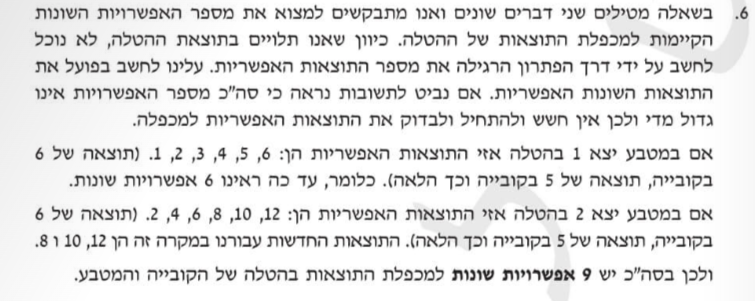 6. בשאלה מטילים שני דברים שונים ואנו מתבקשים למצוא את מספר האפשרויות השונות
הקיימות למכפלת התוצאות של ההטלה. כיוון שאנו תלויים בתוצאת ההטלה, לא נוכל
לחשב על ידי דרך הפתרון הרגילה את מספר התוצאות האפשריות. עלינו לחשב בפועל את
התוצאות השונות האפשריות. אם נביט לתשובות נראה כי סה"כ מספר האפשרויות אינו
גדול מדי ולכן אין חשש ולהתחיל ולבדוק את התוצאות האפשריות למכפלה.
אם במטבע יצא 1 בהטלה אזי התוצאות האפשריות הן: 6, 5, 4, 3, 2, 1. (תוצאה של 6
בקובייה, תוצאה של 5 בקובייה וכך הלאה). כלומר, עד כה ראינו 6 אפשרויות שונות.
אם במטבע יצא 2 בהטלה אזי התוצאות האפשריות הן: 12, 10, 8, 6, 4, 2. (תוצאה של 6
בקובייה, תוצאה של 5 בקובייה וכך הלאה). התוצאות החדשות עבורנו במקרה זה הן 12, 10 ו 8.
ולכן בסה"כ יש 9 אפשרויות שונות למכפלת התוצאות בהטלה של הקובייה והמטבע.